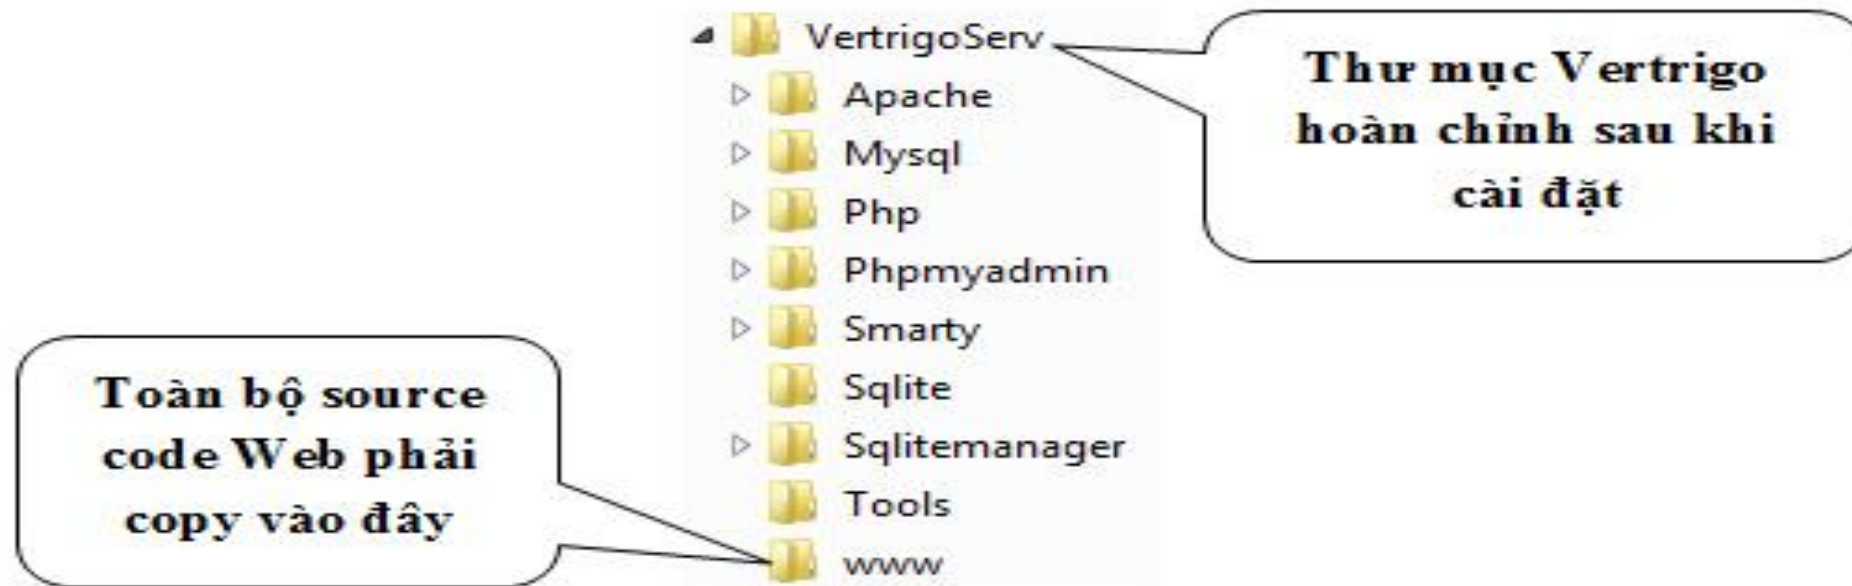 VertrigoServ
Apache
Mysql
Php
Phpmyadmin
Smarty
Sqlite
Sqlitemanager
Tools
www
Thư mục Vertrigo
hoàn chỉnh sau khi
cài đặt
Toàn bộ source
code Web phải
copy vào đây